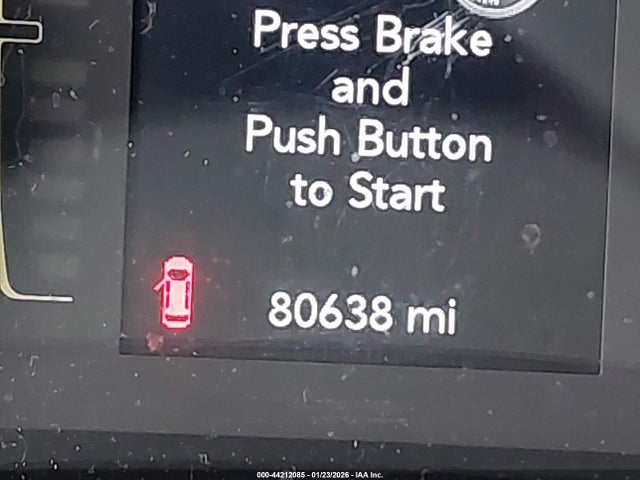 Press Brake
and
Push Button
to Start
80638 mi
000-44212085 - 01/23/2026 - IAA Inc.